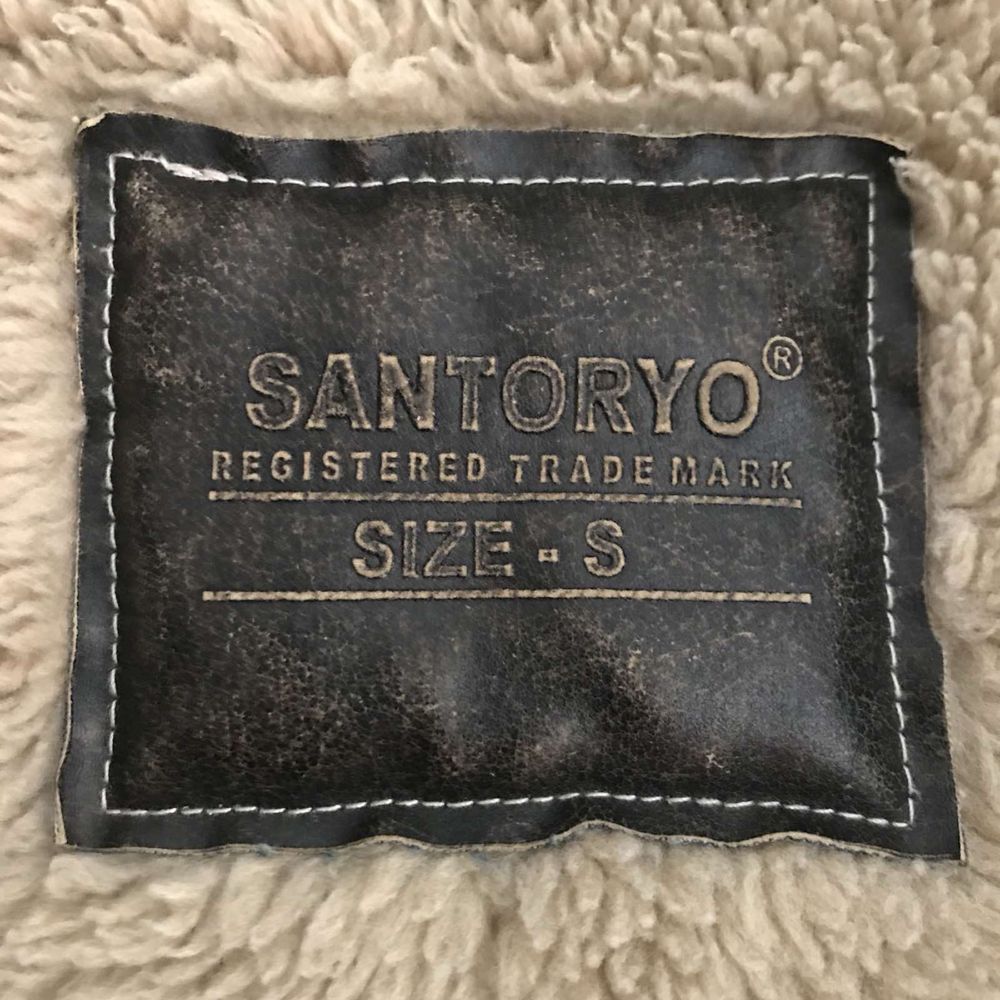 SANTORYO®
REGISTERED TRADE MARK
SIZE - S